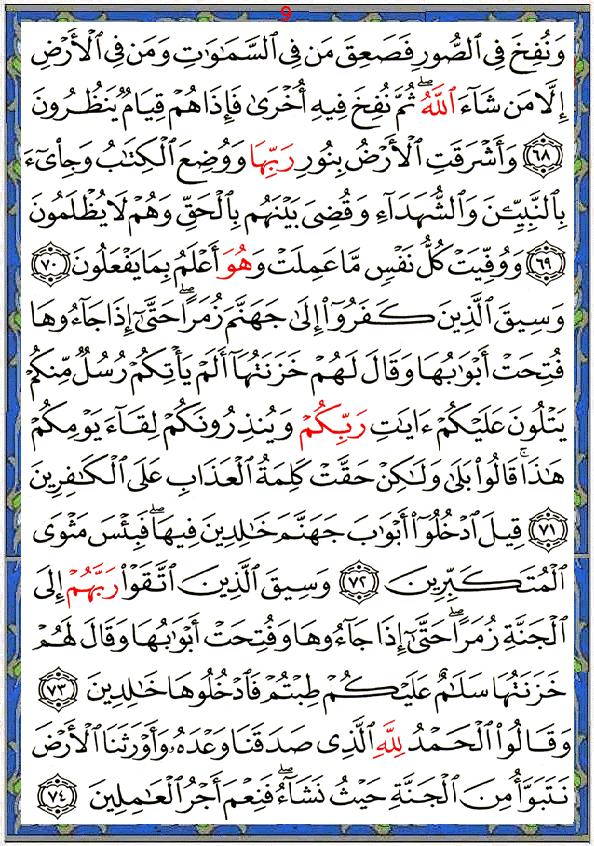 9
وَنُفِخَ فِي ٱلصُّورِ فَصَعِقَ مَن فِي ٱلسَّمَٰوَٰتِ وَمَن فِي ٱلْأَرْضِ
إِلَّا مَن شَآءَ ٱللَّهُ ۖ ثُمَّ نُفِخَ فِيهِ أُخْرَىٰ فَإِذَا هُمْ قِيَامٌ يَنظُرُونَ
﴿٦٨﴾ وَأَشْرَقَتِ ٱلْأَرْضُ بِنُورِ رَبِّهَا وَوُضِعَ ٱلْكِتَٰبُ وَجِا۟ىٓءَ
بِٱلنَّبِيِّۦنَ وَٱلشُّهَدَآءِ وَقُضِيَ بَيْنَهُم بِٱلْحَقِّ وَهُمْ لَا يُظْلَمُونَ
﴿٦٩﴾ وَوُفِّيَتْ كُلُّ نَفْسٍ مَّا عَمِلَتْ وَهُوَ أَعْلَمُ بِمَا يَفْعَلُونَ ﴿٧٠﴾
وَسِيقَ ٱلَّذِينَ كَفَرُوٓا۟ إِلَىٰ جَهَنَّمَ زُمَرًا ۖ حَتَّىٰٓ إِذَا جَآءُوهَا
فُتِحَتْ أَبْوَٰبُهَا وَقَالَ لَهُمْ خَزَنَتُهَآ أَلَمْ يَأْتِكُمْ رُسُلٌ مِّنكُمْ
يَتْلُونَ عَلَيْكُمْ ءَايَٰتِ رَبِّكُمْ وَيُنذِرُونَكُمْ لِقَآءَ يَوْمِكُمْ
هَٰذَا ۚ قَالُوا۟ بَلَىٰ وَلَٰكِنْ حَقَّتْ كَلِمَةُ ٱلْعَذَابِ عَلَى ٱلْكَٰفِرِينَ
﴿٧١﴾ قِيلَ ٱدْخُلُوٓا۟ أَبْوَٰبَ جَهَنَّمَ خَٰلِدِينَ فِيهَا ۖ فَبِئْسَ مَثْوَى
ٱلْمُتَكَبِّرِينَ ﴿٧٢﴾ وَسِيقَ ٱلَّذِينَ ٱتَّقَوْا۟ رَبَّهُمْ إِلَى
ٱلْجَنَّةِ زُمَرًا ۖ حَتَّىٰٓ إِذَا جَآءُوهَا وَفُتِحَتْ أَبْوَٰبُهَا وَقَالَ لَهُمْ
خَزَنَتُهَا سَلَٰمٌ عَلَيْكُمْ طِبْتُمْ فَٱدْخُلُوهَا خَٰلِدِينَ ﴿٧٣﴾
وَقَالُوا۟ ٱلْحَمْدُ لِلَّهِ ٱلَّذِي صَدَقَنَا وَعْدَهُۥ وَأَوْرَثَنَا ٱلْأَرْضَ
نَتَبَوَّأُ مِنَ ٱلْجَنَّةِ حَيْثُ نَشَآءُ ۖ فَنِعْمَ أَجْرُ ٱلْعَٰمِلِينَ ﴿٧٤﴾